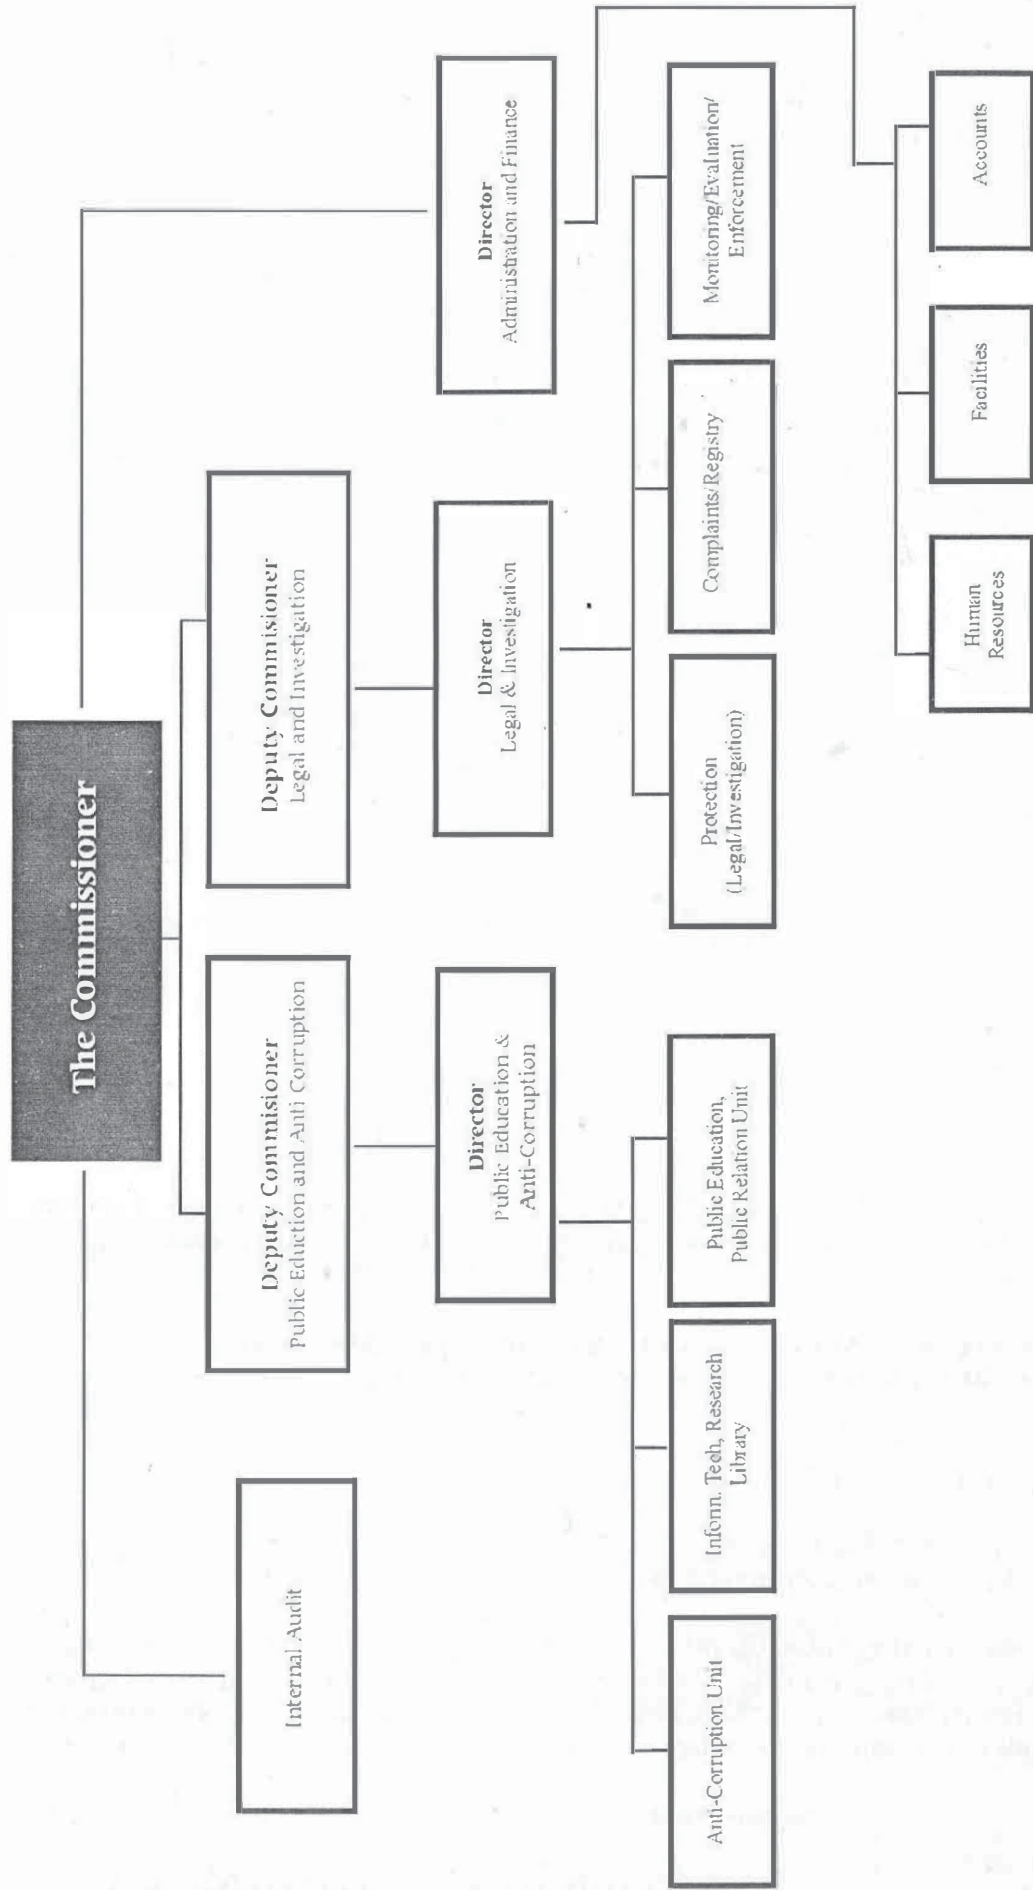 The Commissioner
Internal Audit
Deputy Commisioner
Public Eduction and Anti Corruption
Deputy Commisioner
Legal and Investigation
Director
Public Education &
Anti-Corruption
Director
Legal & Investigation
Director
Administration and Finance
Anti-Corruption Unit
Inforn. Tech, Research
Library
Public Education,
Public Relation Unit
Protection
(Legal/Investigation)
Complaints/Registry
Monitoring/Evaluation/
Enforcement
Human
Resources
Facilities
Accounts